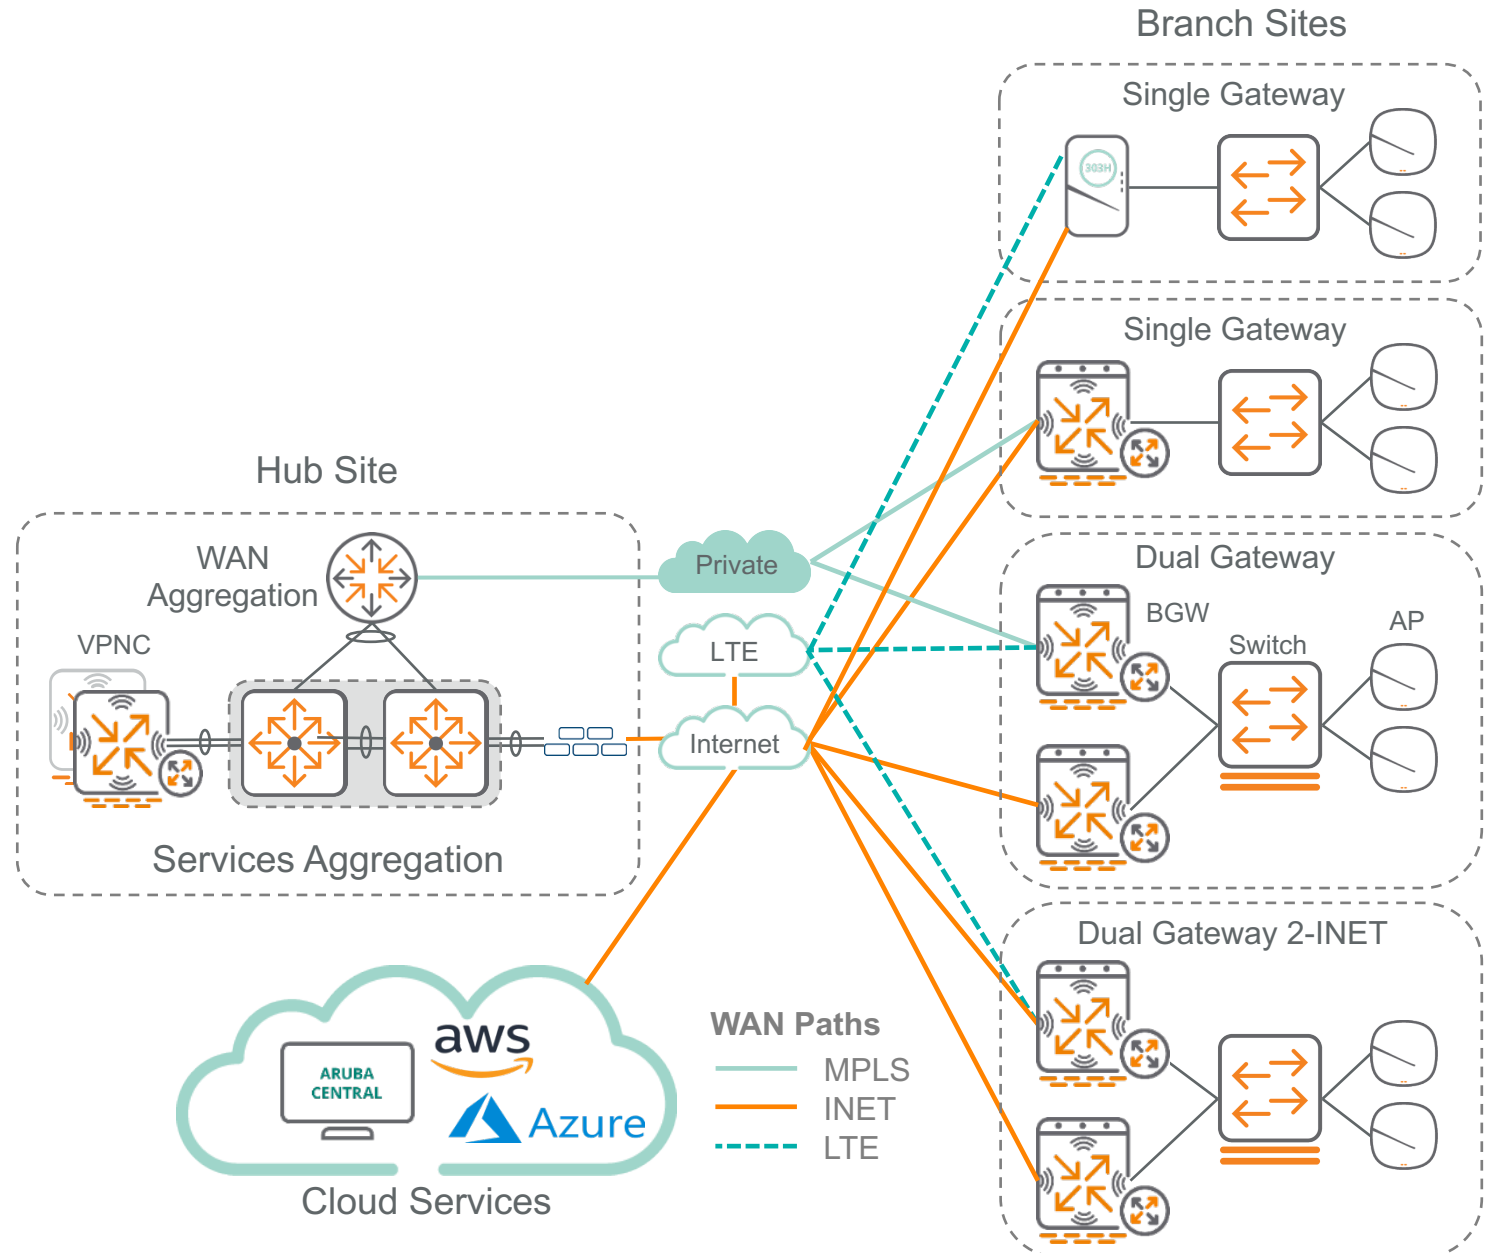 Branch Sites
Single Gateway
303H
Single Gateway
Hub Site
WAN
Aggregation
VPNC
Services Aggregation
Private
LTE
Internet
Dual Gateway
BGW
Switch
AP
Dual Gateway 2-INET
ARUBA
CENTRAL
aws
Azure
Cloud Services
WAN Paths
MPLS
INET
LTE